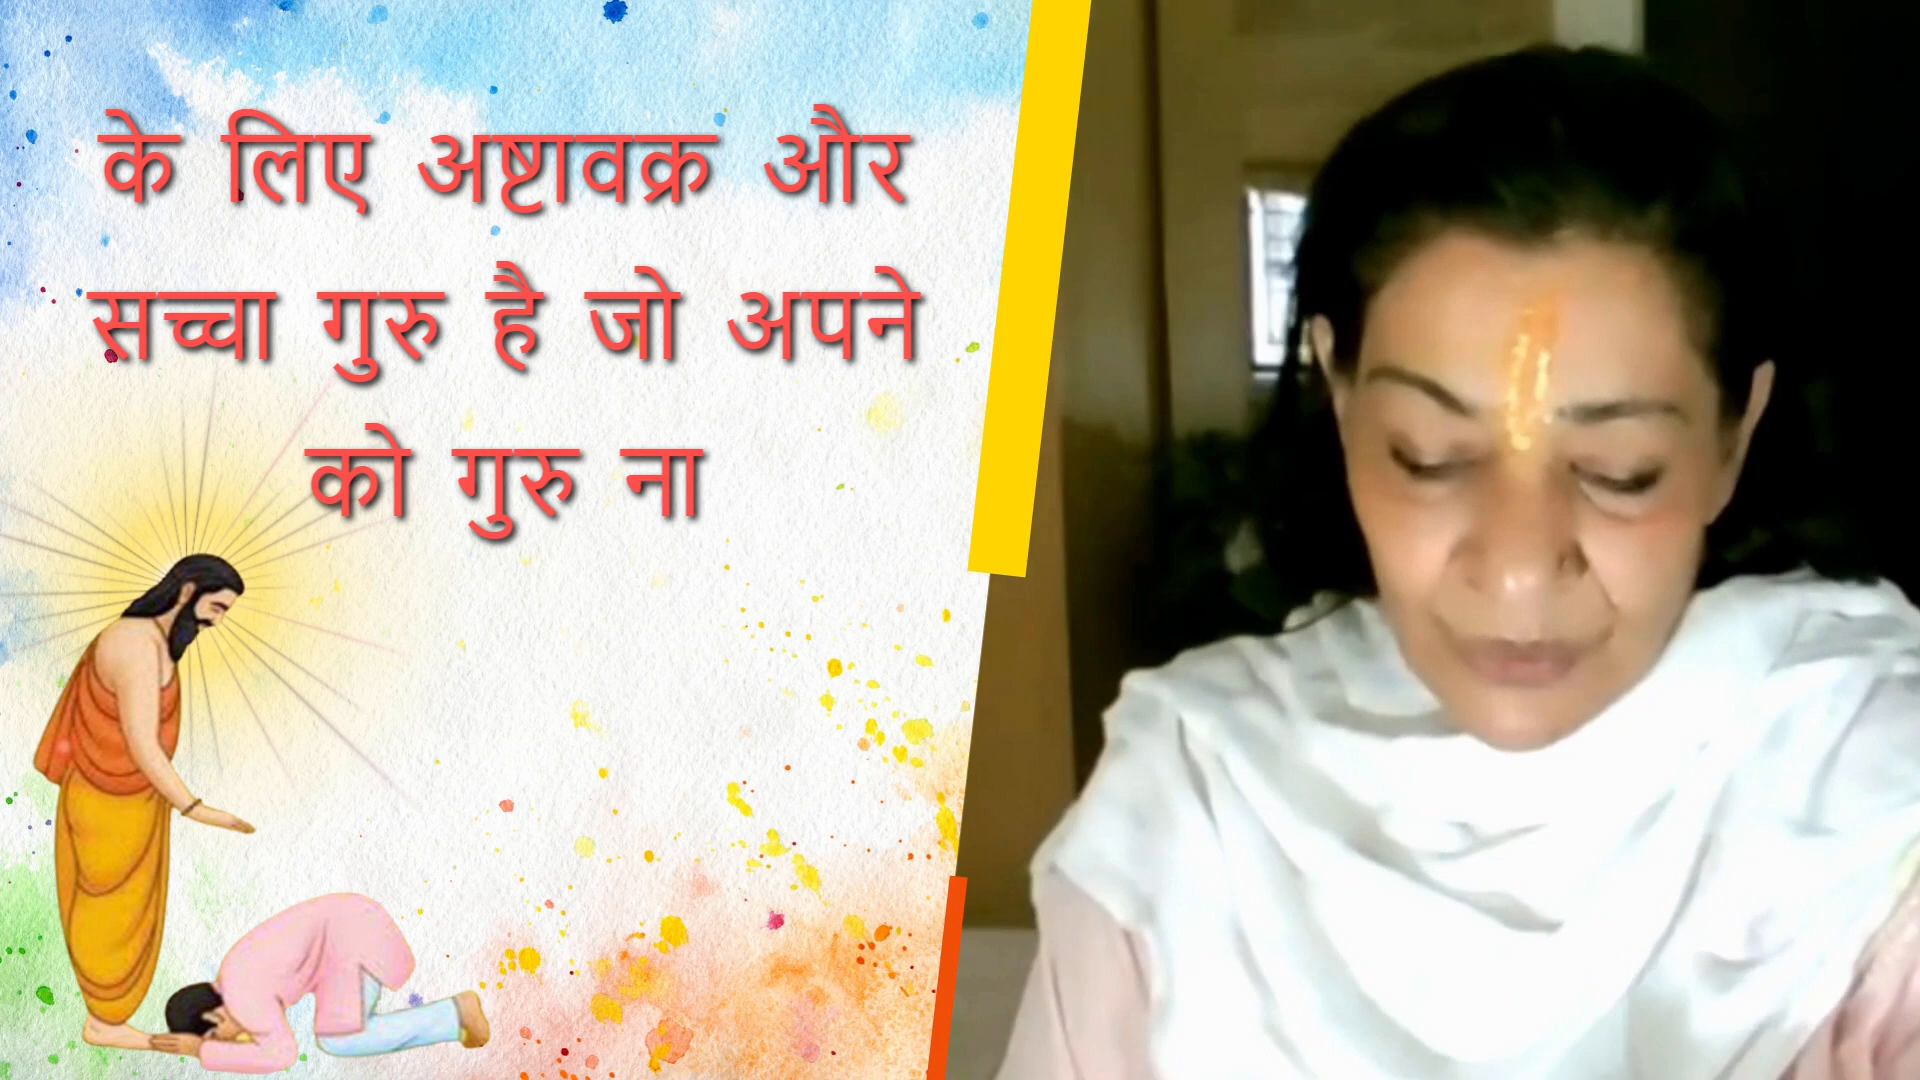 के लिए अष्टावक्र और
सच्चा गुरु है जो अपने
को गुरु ना